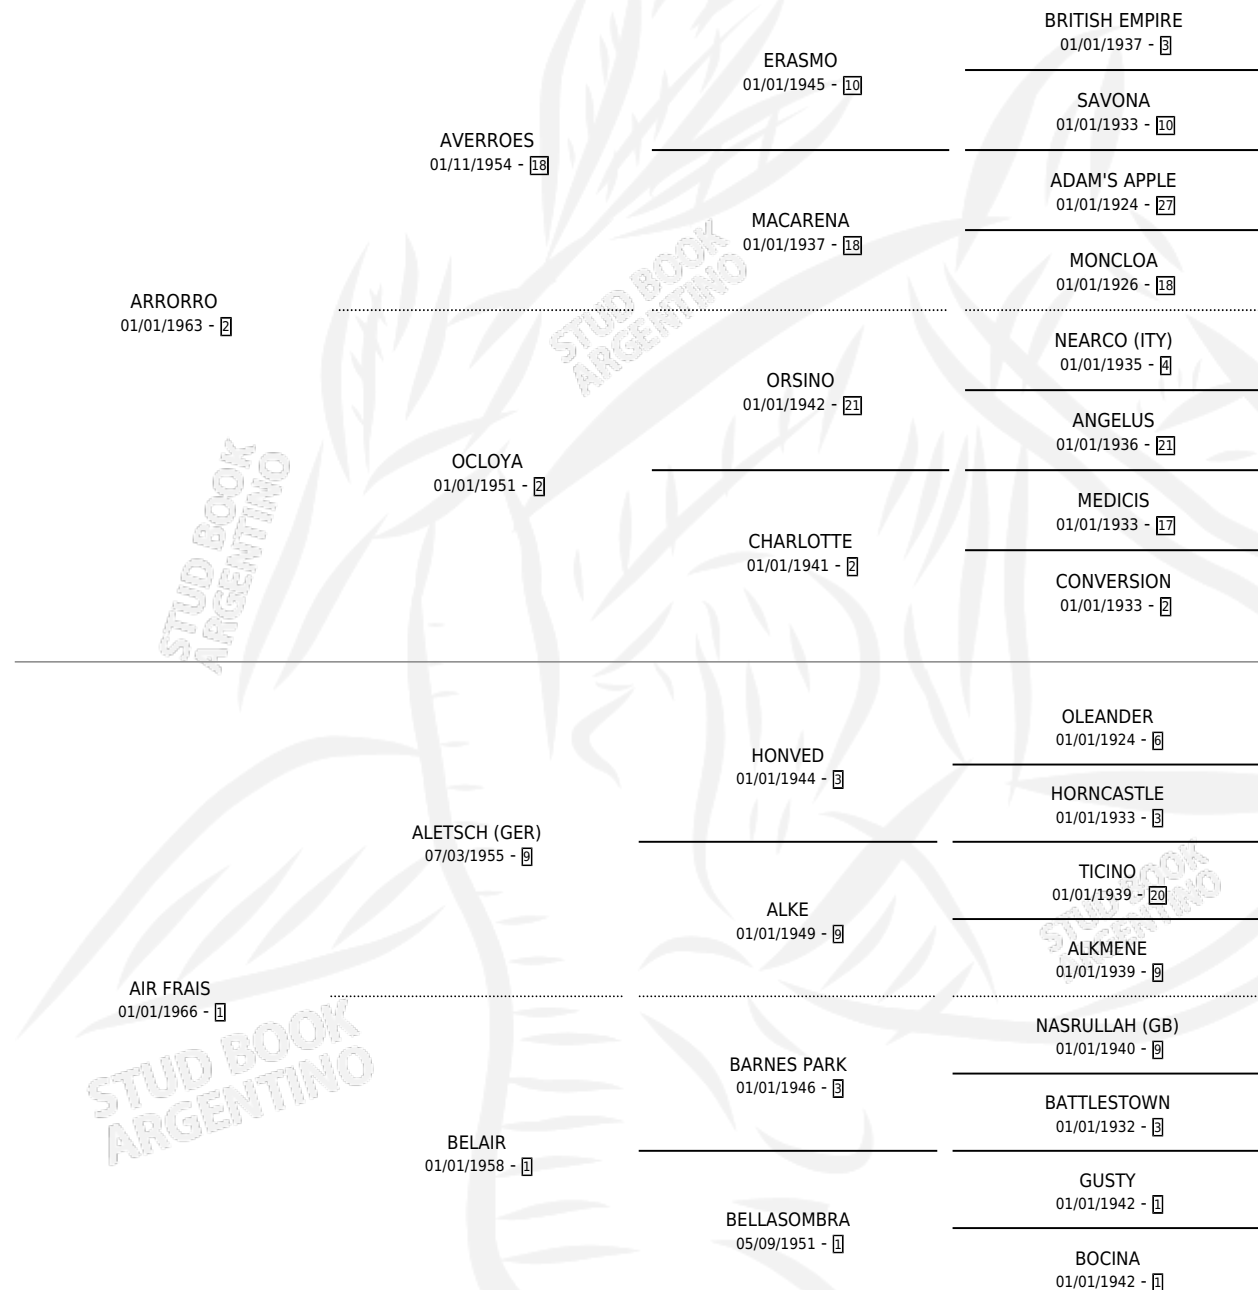 BRITISH EMPIRE
01/01/1937 - 3
ERASMO
01/01/1945 - 10
SAVONA
01/01/1933 - 10
AVERROES
01/11/1954 - 18
ADAM'S APPLE
01/01/1924 - 27
MACARENA
01/01/1937 - 18
MONCLOA
01/01/1926 - 18
ARRORRO
01/01/1963 - 2
NEARCO (ITY)
01/01/1935 - 4
ORSINO
01/01/1942 - 21
ANGELUS
01/01/1936 - 21
OCLOYA
01/01/1951 - 2
MEDICIS
01/01/1933 - 17
CHARLOTTE
01/01/1941 - 2
CONVERSION
01/01/1933 - 2
OLEANDER
01/01/1924 - 6
HONVED
01/01/1944 - 3
HORNCASTLE
01/01/1933 - 3
ALETSCH (GER)
07/03/1955 - 9
TICINO
01/01/1939 - 20
ALKE
01/01/1949 - 9
ALKMENE
01/01/1939 - 9
AIR FRAIS
01/01/1966 - 1
NASRULLAH (GB)
01/01/1940 - 9
BARNES PARK
01/01/1946 - 3
BATTLESTOWN
01/01/1932 - 3
BELAIR
01/01/1958 - 1
GUSTY
01/01/1942 - 1
BELLASOMBRA
05/09/1951 - 1
BOCINA
01/01/1942 - 1
STUD BOOK
ARGENTINO
STUD BOOK
ARGENTINO
STUD BOOK
ARGENTINO
STUD BOOK
ARGENTINO